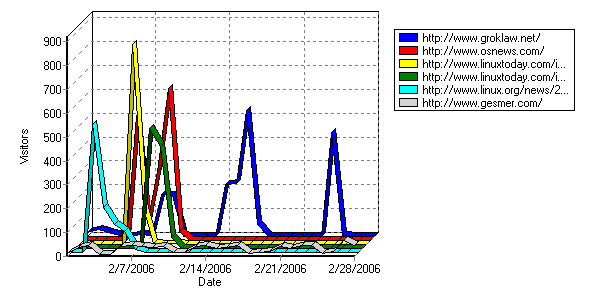 900
800
700
600
500
400
300
200
100
0
Visitors
2/7/2006
2/14/2006
2/21/2006
2/28/2006
Date
http://www.groklaw.net/
http://www.osnews.com/
http://www.linuxtoday.com/i...
http://www.linuxtoday.com/i...
http://www.linux.org/news/2...
http://www.gesmer.com/